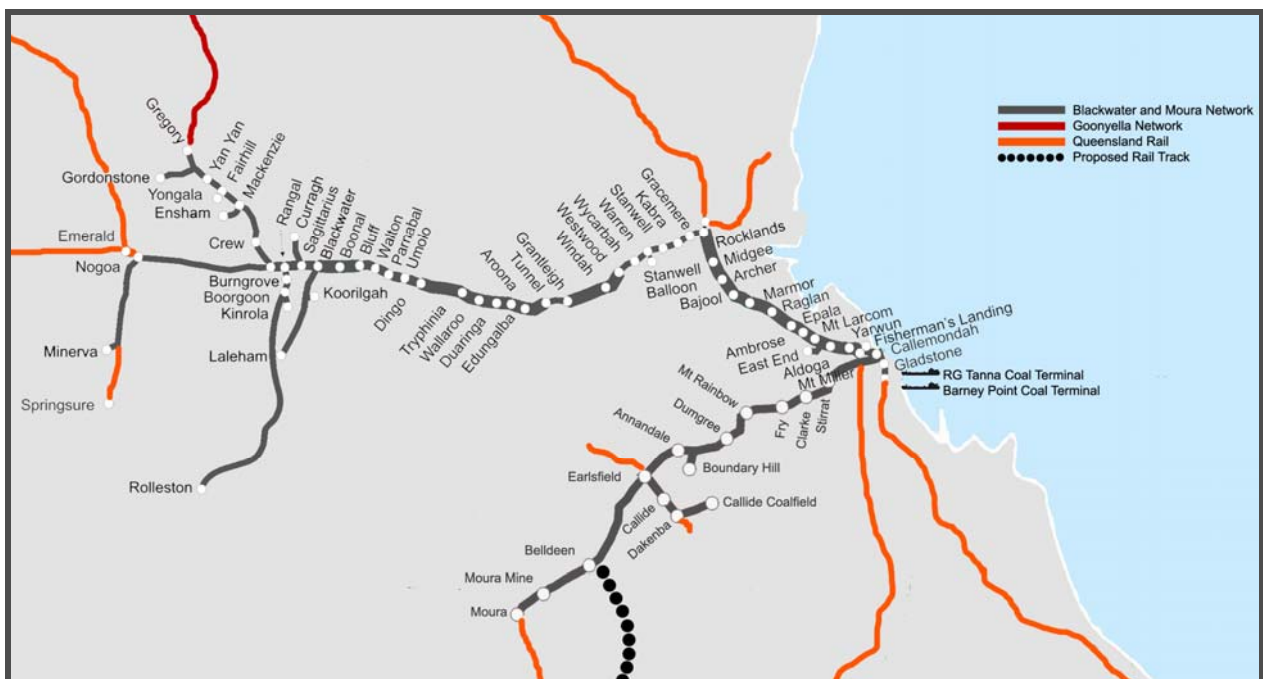 Blackwater and Moura Network
Goonyella Network
Queensland Rail
Proposed Rail Track
Gregory
Yan Yan
Fairhill
Mackenzie
Gordonstone
Yongala
Ensham
Rangal
Curragh
Sagittarius
Blackwater
Boonal
Bluff
Walton
Parnabal
Umolo
Crew
Emerald
Nogoa
Burngrove
Boorgoon
Kinrola
Koorilgah
Laleham
Minerva
Springsure
Rolleston
Dingo
Tryphinia
Wallaroo
Duaringa
Edungalba
Aroona
Tunnel
Grantleigh
Windah
Westwood
Wycarbah
Warren
Stanwell
Kabra
Gracemere
Stanwell
Balloon
Rocklands
Midgee
Archer
Bajool
Marmor
Raglan
Epala
Mt Larcom
Ambrose
East End
Aldoga
Yarwun
Fisherman's Landing
Callemondah
Gladstone
Mt Miller
RG Tanna Coal Terminal
Barney Point Coal Terminal
Mt Rainbow
Fry
Clarke
Stirrat
Dumgree
Annandale
Boundary Hill
Earlsfield
Callide
Dakenba
Callide Coalfield
Belldeen
Moura Mine
Moura